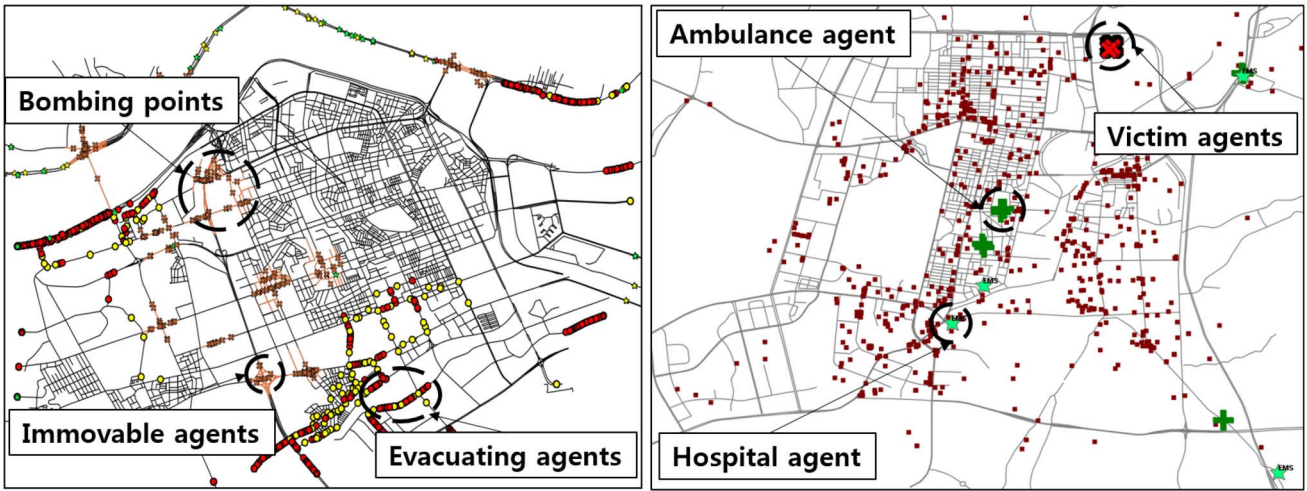 Bombing points
Immovable agents
Evacuating agents
Ambulance agent
EMS
Victim agents
EMS
EMS
Hospital agent
EMS